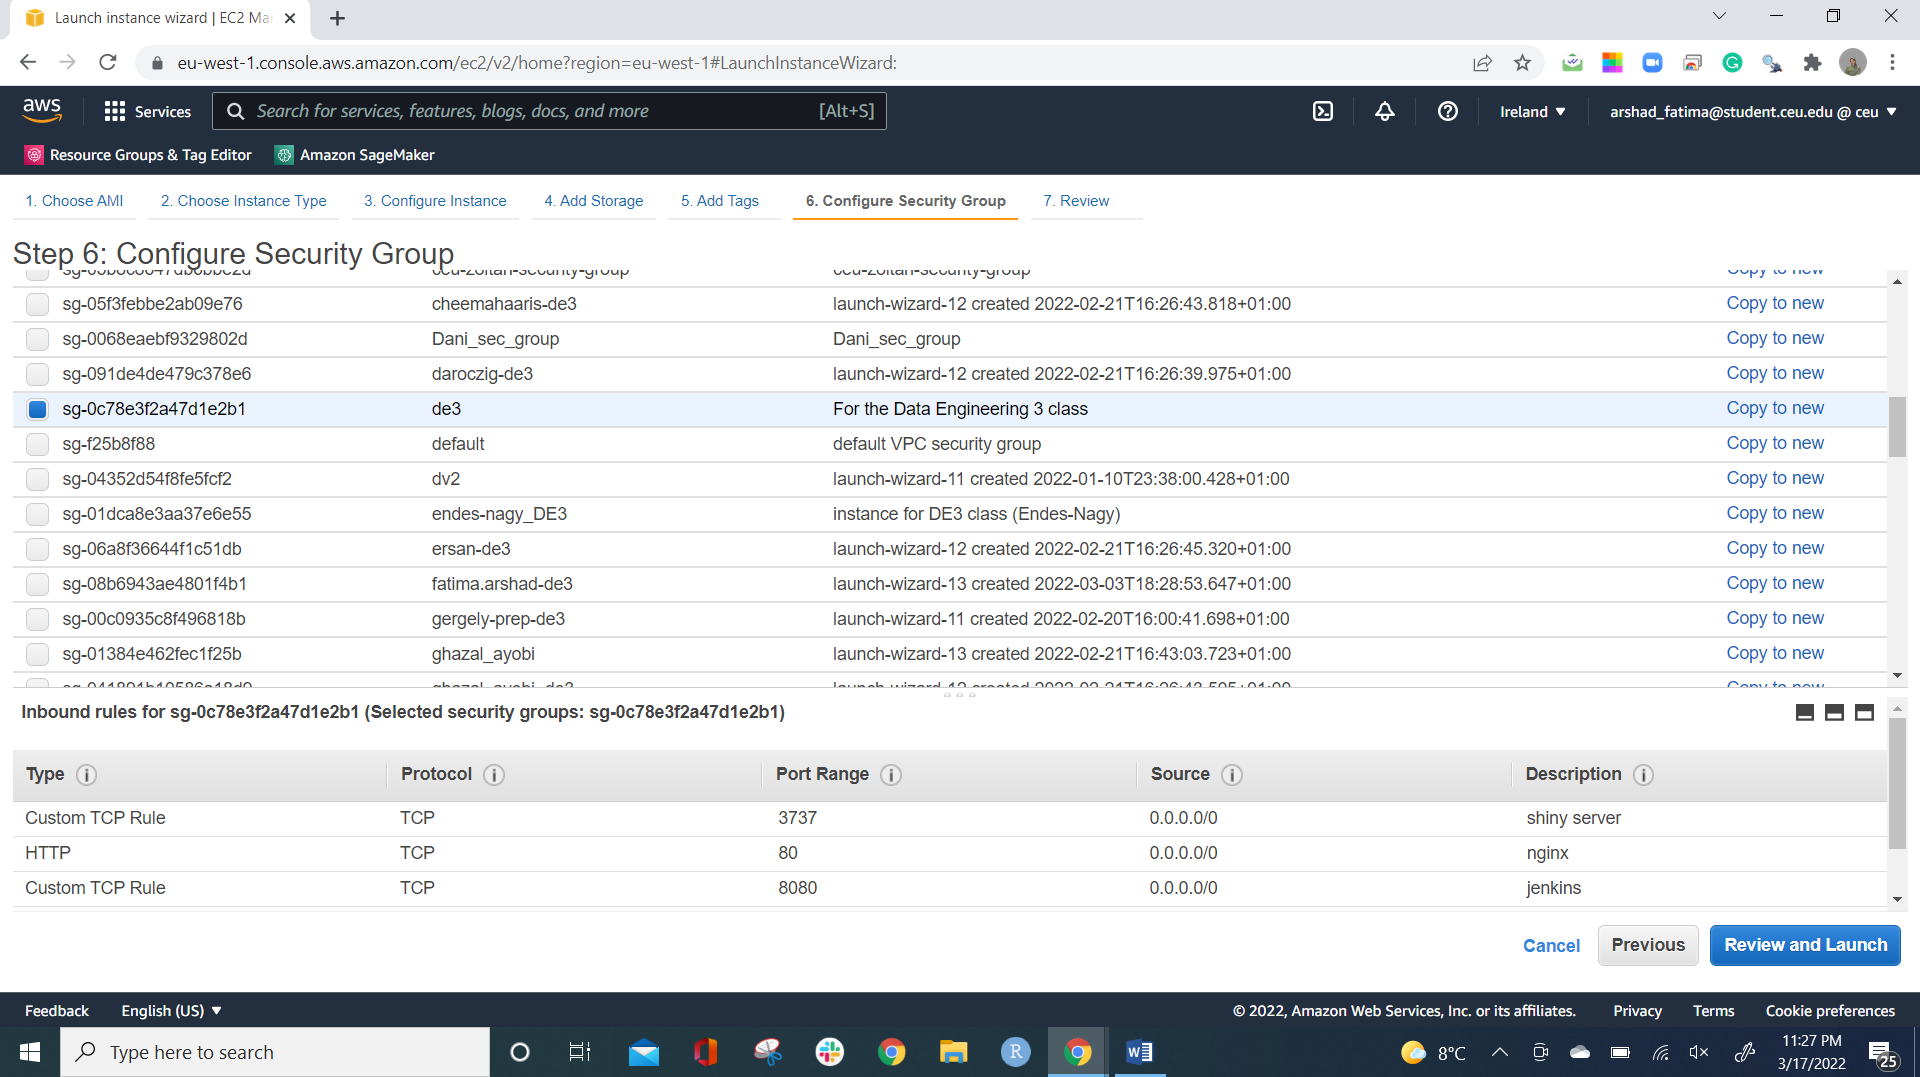 Launch instance wizard | EC2 Ma
eu-west-1.console.aws.amazon.com/ec2/v2/home?region=eu-west-1#LaunchInstanceWizard:
aws Services Search for services, features, blogs, docs, and more [Alt+S] Ireland ▼ arshad_fatima@student.ceu.edu @ ceu ▼
Resource Groups & Tag Editor Amazon SageMaker
1. Choose AMI 2. Choose Instance Type 3. Configure Instance 4. Add Storage 5. Add Tags 6. Configure Security Group 7. Review
Step 6: Configure Security Group
ceu-zoltan-security-group ceu-zoltan-security-group Copy to new
sg-05f3febbe2ab09e76 cheemahaaris-de3 launch-wizard-12 created 2022-02-21T16:26:43.818+01:00 Copy to new
sg-0068eaebf9329802d Dani_sec_group Dani_sec_group Copy to new
sg-091de4de479c378e6 daroczig-de3 launch-wizard-12 created 2022-02-21T16:26:39.975+01:00 Copy to new
sg-0c78e3f2a47d1e2b1 de3 For the Data Engineering 3 class Copy to new
sg-f25b8f88 default default VPC security group Copy to new
sg-04352d54f8fe5fcf2 dv2 launch-wizard-11 created 2022-01-10T23:38:00.428+01:00 Copy to new
sg-01dca8e3aa37e6e55 endes-nagy_DE3 instance for DE3 class (Endes-Nagy) Copy to new
sg-06a8f36644f1c51db ersan-de3 launch-wizard-12 created 2022-02-21T16:26:45.320+01:00 Copy to new
sg-08b6943ae4801f4b1 fatima.arshad-de3 launch-wizard-13 created 2022-03-03T18:28:53.647+01:00 Copy to new
sg-00c0935c8f496818b gergely-prep-de3 launch-wizard-11 created 2022-02-20T16:00:41.698+01:00 Copy to new
sg-01384e462fec1f25b ghazal_ayobi launch-wizard-13 created 2022-02-21T16:43:03.723+01:00 Copy to new
ghazal_ayobi_de3 launch-wizard-12 created Copy to new
Inbound rules for sg-0c78e3f2a47d1e2b1 (Selected security groups: sg-0c78e3f2a47d1e2b1)
Type Protocol Port Range Source Description
Custom TCP Rule TCP 3737 0.0.0.0/0 shiny server
HTTP TCP 80 0.0.0.0/0 nginx
Custom TCP Rule TCP 8080 0.0.0.0/0 jenkins
Cancel Previous Review and Launch
Feedback English (US) ▼ © 2022, Amazon Web Services, Inc. or its affiliates. Privacy Terms Cookie preferences
Type here to search 8°C 11:27 PM
3/17/2022 25